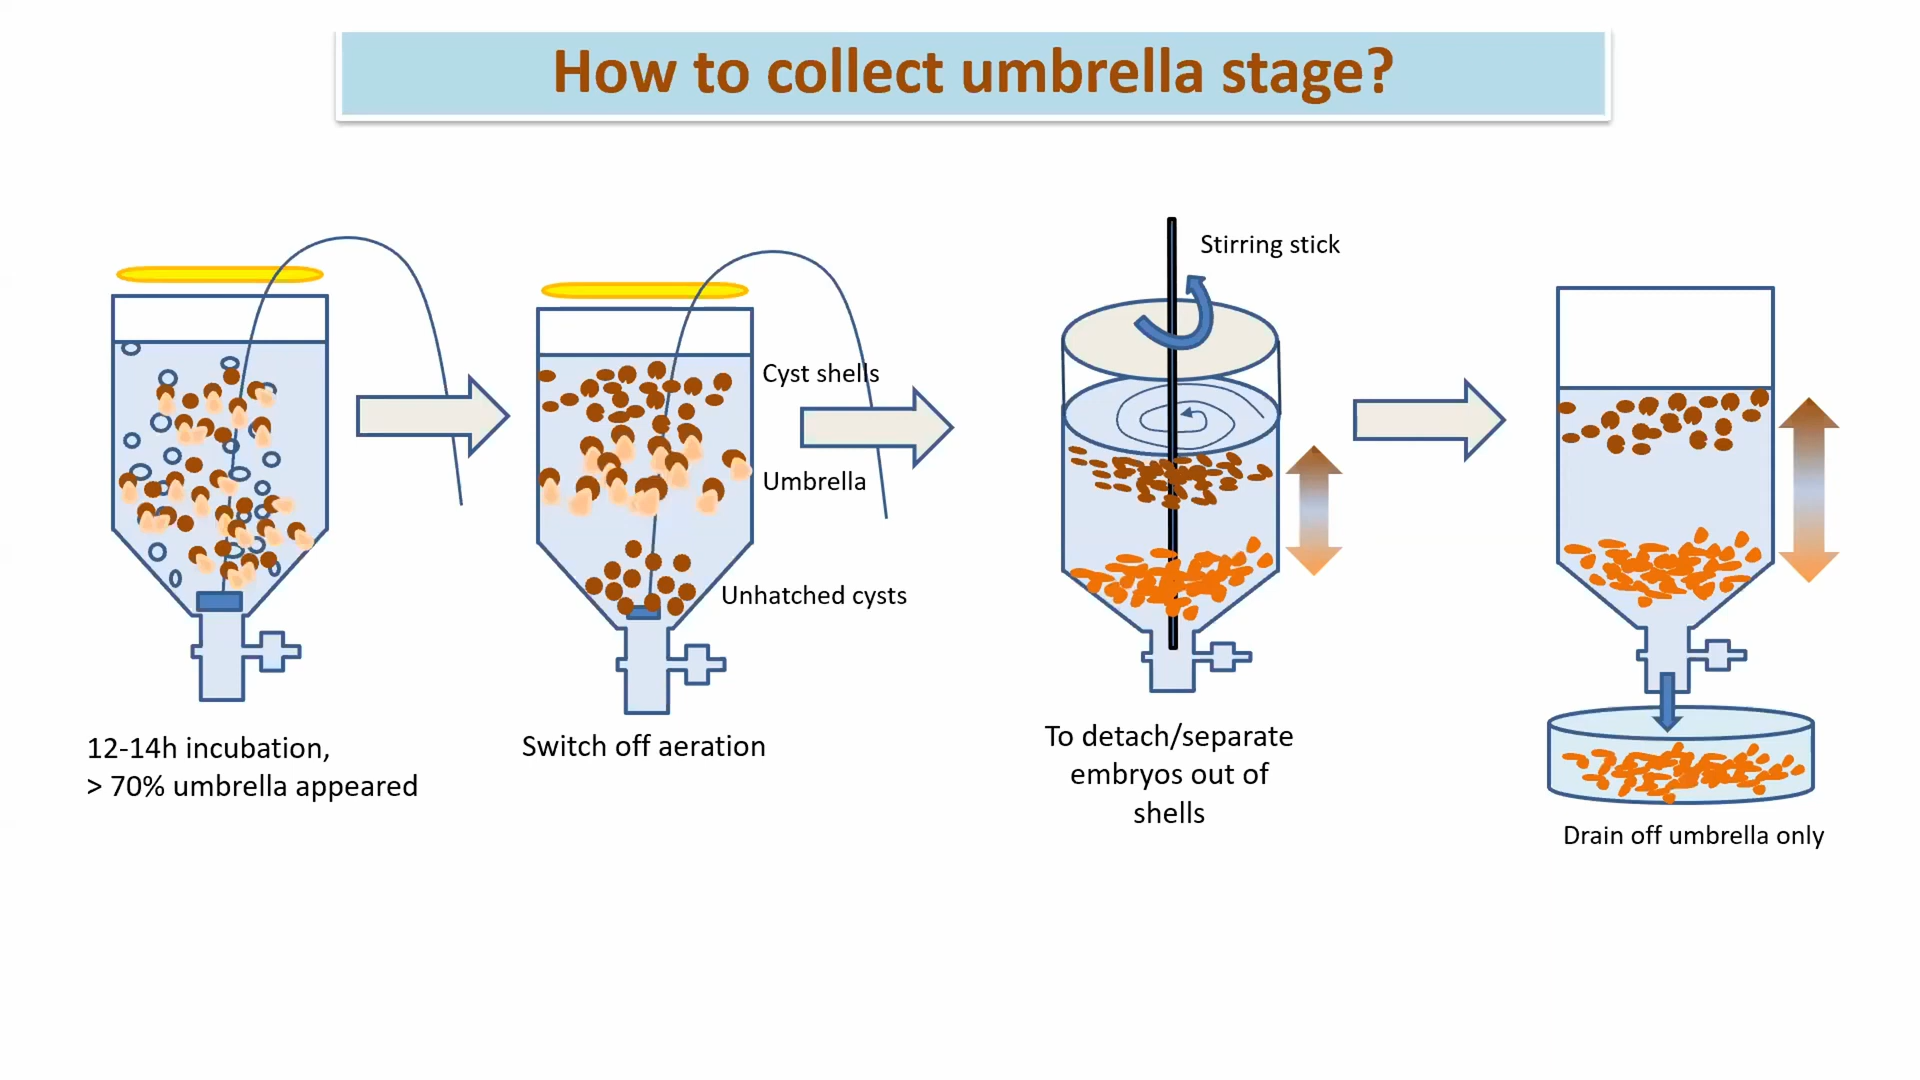 How to collect umbrella stage?
Stirring stick
Cyst shells
Umbrella
Unhatched cysts
12-14h incubation,
> 70% umbrella appeared
Switch off aeration
To detach/separate
embryos out of
shells
Drain off umbrella only